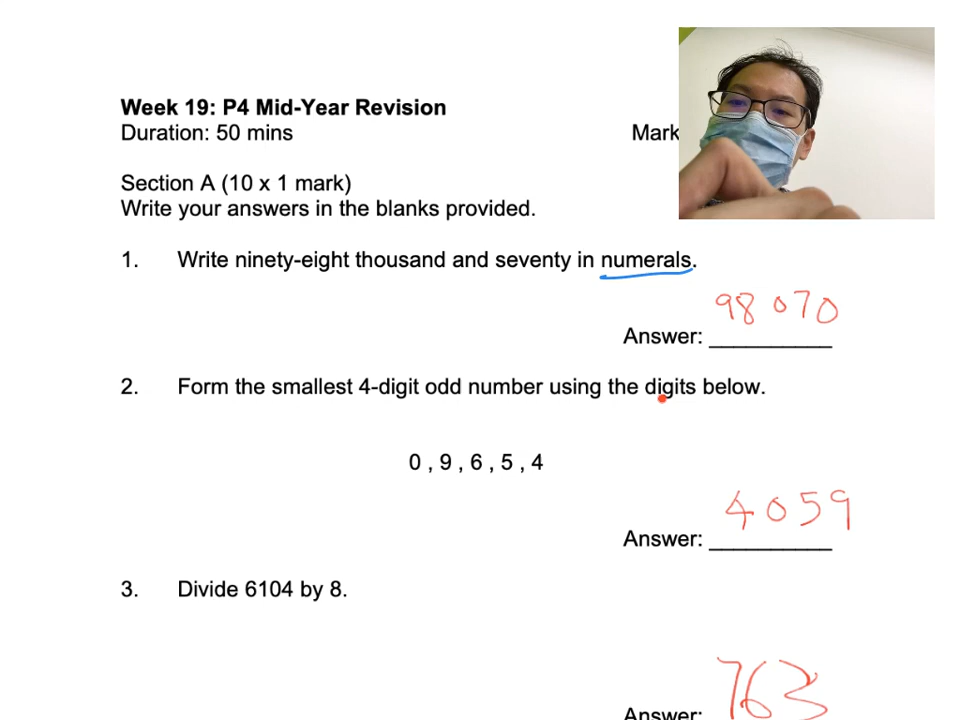 Week 19: P4 Mid-Year Revision
Duration: 50 mins
Mark
Section A (10 x 1 mark)
Write your answers in the blanks provided.
1. Write ninety-eight thousand and seventy in numerals.
98 070
Answer: __________
2. Form the smallest 4-digit odd number using the digits below.
0 , 9 , 6 , 5 , 4
4059
Answer: __________
3. Divide 6104 by 8.
763
Answer: